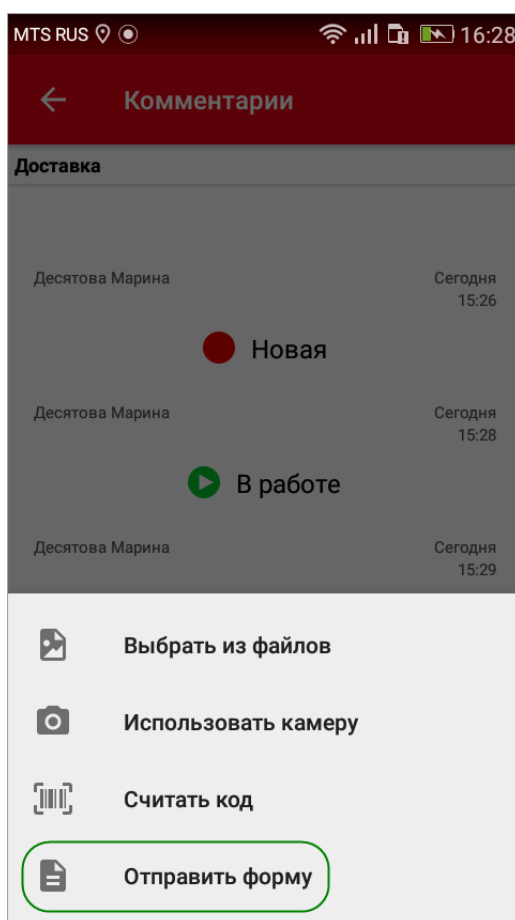 MTS RUS 16:28
Комментарии
Доставка
Десятова Марина Сегодня
15:26
Новая
Десятова Марина Сегодня
15:28
В работе
Десятова Марина Сегодня
15:29
Выбрать из файлов
Использовать камеру
Считать код
Отправить форму